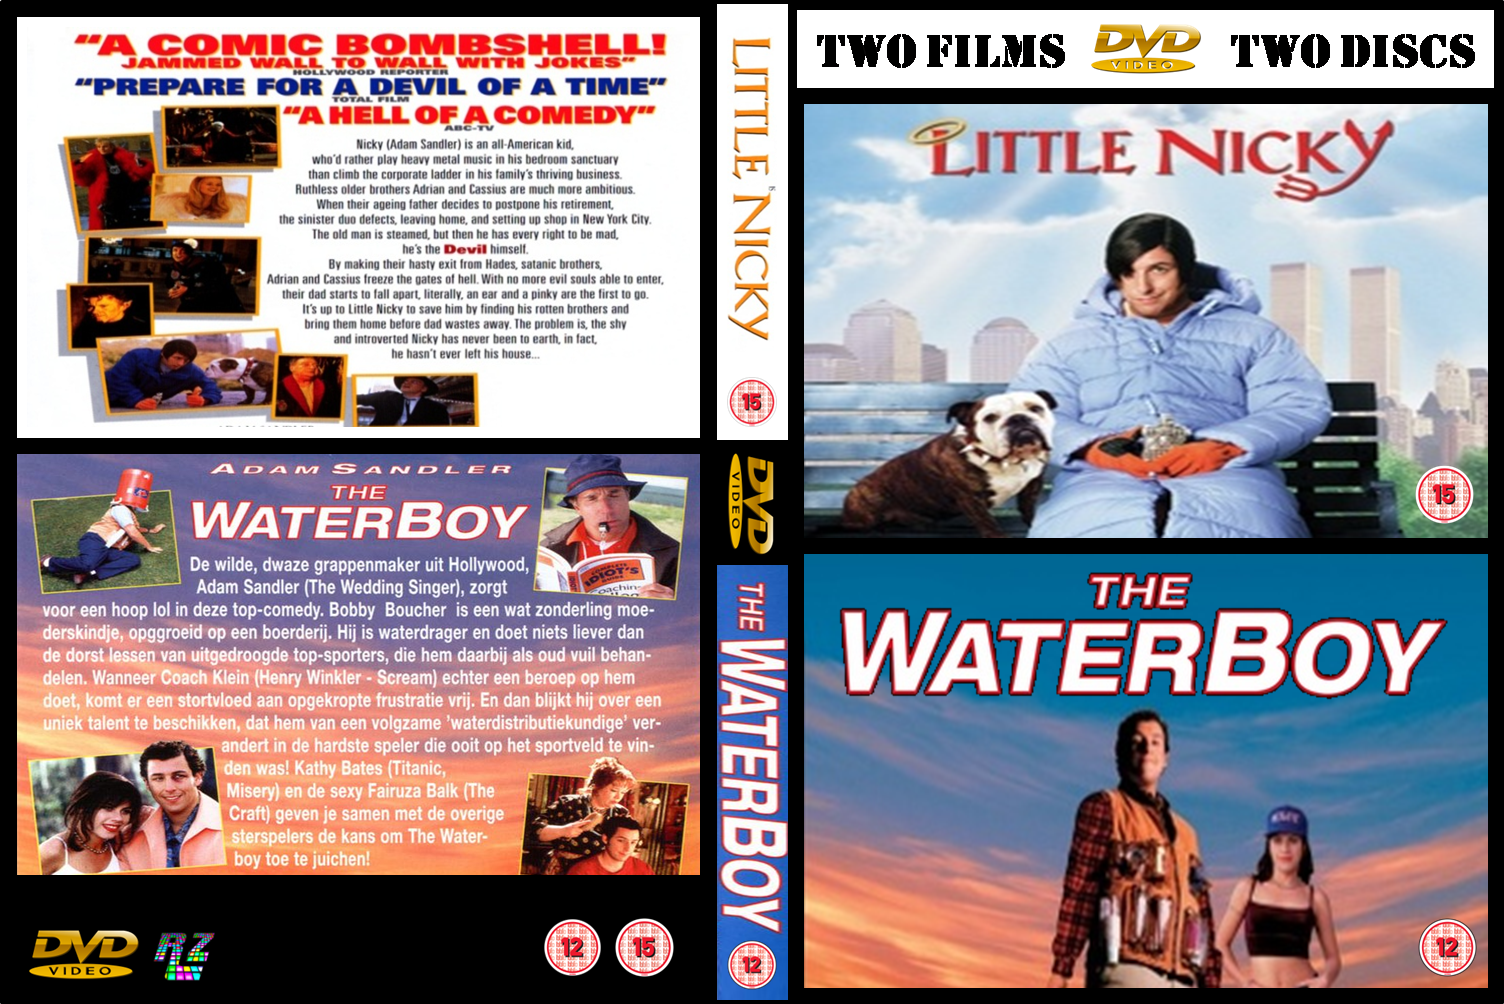 "A COMIC BOMBSHELL!
JAMMED WALL TO WALL WITH JOKES"
HOLLYWOOD REPORTER
"PREPARE FOR A DEVIL OF A TIME"
TOTAL FILM
"A HELL OF A COMEDY"
ABC-TV
Nicky (Adam Sandler) is an all-American kid,
who'd rather play heavy metal music in his bedroom sanctuary
than climb the corporate ladder in his family's thriving business.
Ruthless older brothers Adrian and Cassius are much more ambitious.
When their ageing father decides to postpone his retirement,
the sinister duo defects, leaving home, and setting up shop in New York City.
The old man is steamed, but then he has every right to be mad,
he's the Devil himself.
By making their hasty exit from Hades, satanic brothers,
Adrian and Cassius freeze the gates of hell. With no more evil souls able to enter,
their dad starts to fall apart, literally, an ear and a pinky are the first to go.
It's up to Little Nicky to save him by finding his rotten brothers and
bring them home before dad wastes away. The problem is, the shy
and introverted Nicky has never been to earth, in fact,
he hasn't ever left his house...
ADAM SANDLER
THE
WATERBOY
De wilde, dwaze grappenmaker uit Hollywood,
Adam Sandler (The Wedding Singer), zorgt
voor een hoop lol in deze top-comedy. Bobby Boucher is een wat zonderling moe-
derskindje, opggroeid op een boerderij. Hij is waterdrager en doet niets liever dan
de dorst lessen van uitgedroogde top-sporters, die hem daarbij als oud vuil behan-
delen. Wanneer Coach Klein (Henry Winkler - Scream) echter een beroep op hem
doet, komt er een stortvloed aan opgekropte frustratie vrij. En dan blijkt hij over een
uniek talent te beschikken, dat hem van een volgzame 'waterdistributiekundige' ver-
andert in de hardste speler die ooit op het sportveld te vin-
den was! Kathy Bates (Titanic,
Misery) en de sexy Fairuza Balk (The
Craft) geven je samen met de overige
sterspelers de kans om The Water-
boy toe te juichen!
COMPLETE
IDIOT'S
GUIDE
DVD
VIDEO
RZ
12
15
LITTLE NICKY
15
DVD
VIDEO
THE WATERBOY
12
TWO FILMS
DVD
VIDEO
TWO DISCS
LITTLE NICKY
15
THE
WATERBOY
12